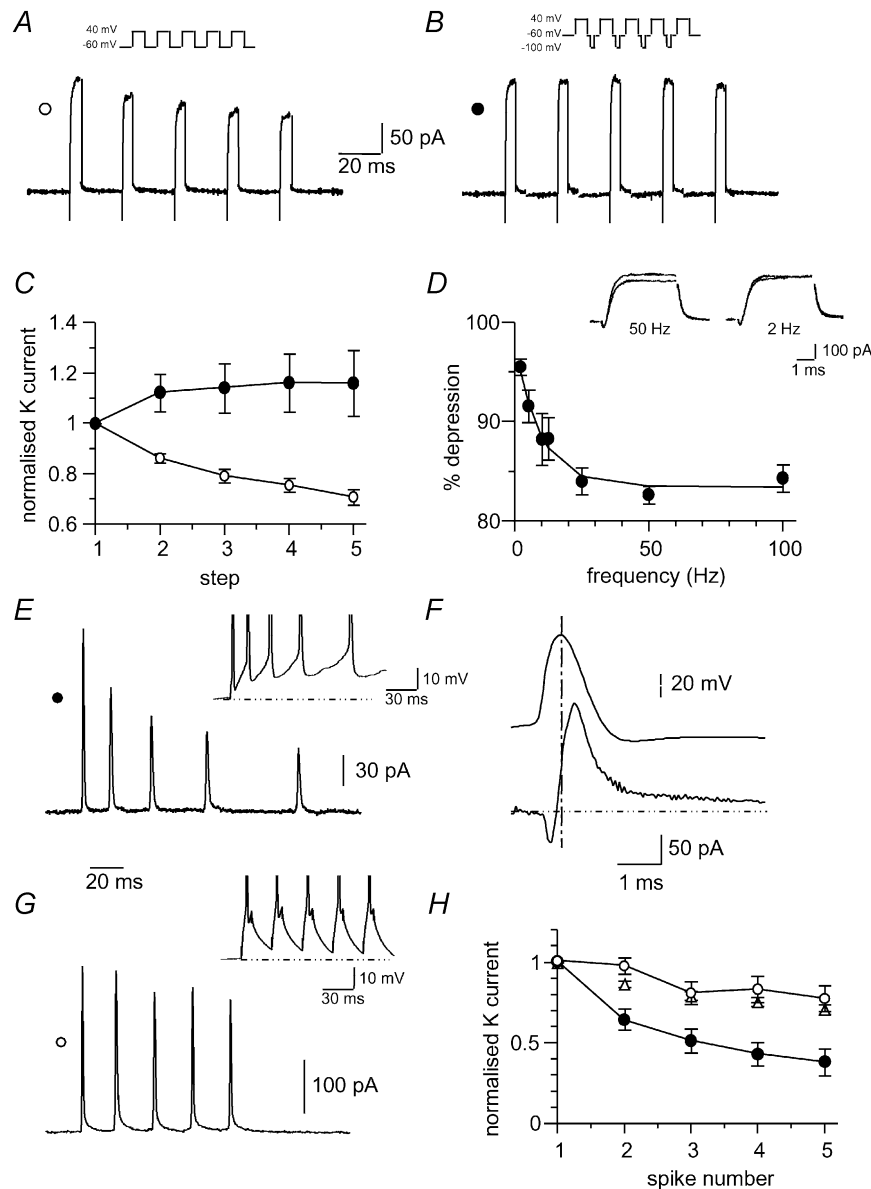 A
40 mV
-60 mV
50 pA
20 ms
B
40 mV
-60 mV
-100 mV
C
normalised K current
1.4
1.2
1
0.8
0.6
1
2
3
4
5
step
D
50 Hz
2 Hz
100 pA
1 ms
% depression
100
90
80
0
50
100
frequency (Hz)
E
10 mV
30 ms
30 pA
20 ms
F
20 mV
50 pA
1 ms
G
10 mV
30 ms
100 pA
H
normalised K current
1
0.5
0
1
2
3
4
5
spike number